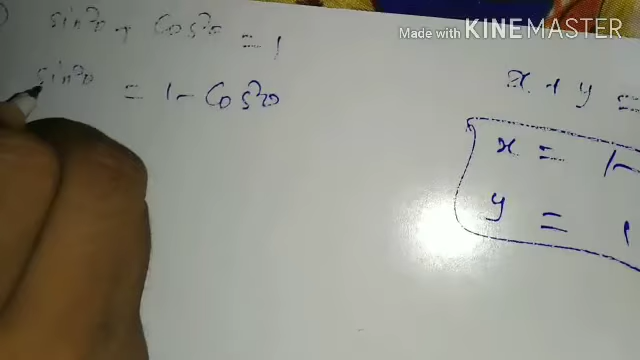 sin²θ + cos²θ = 1
sin²θ = 1 - cos²θ
Made with KINEMASTER
x + y =
x = 1-
y = 1